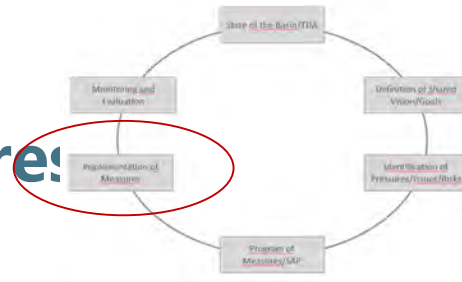 State of the Basin/TDA
Monitoring and
Evaluation
Definition of Shared
Vision/Goals
res
Implementation of
Measures
Identification of
Pressures/Issues/Risks
Program of
Measures/SAP